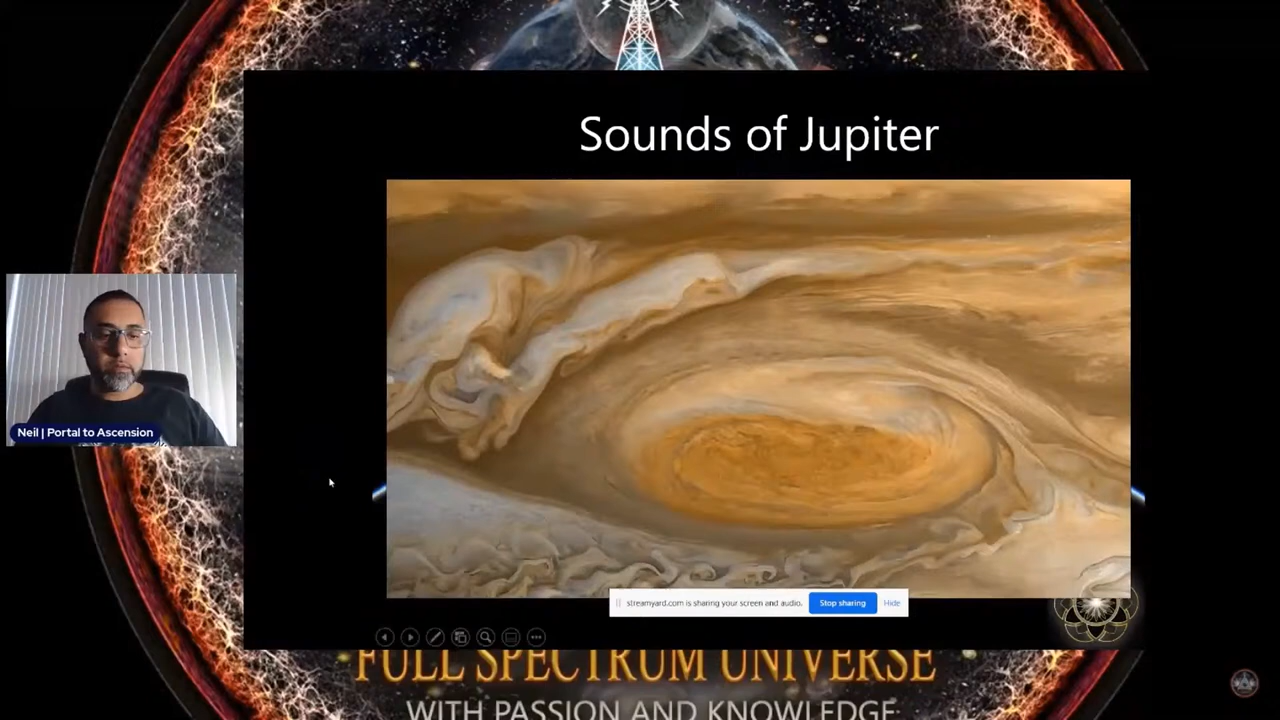 Sounds of Jupiter
Neil | Portal to Ascension
streamyard.com is sharing your screen and audio. Stop sharing Hide
FULL SPECTRUM UNIVERSE
WITH PASSION AND KNOWLEDGE